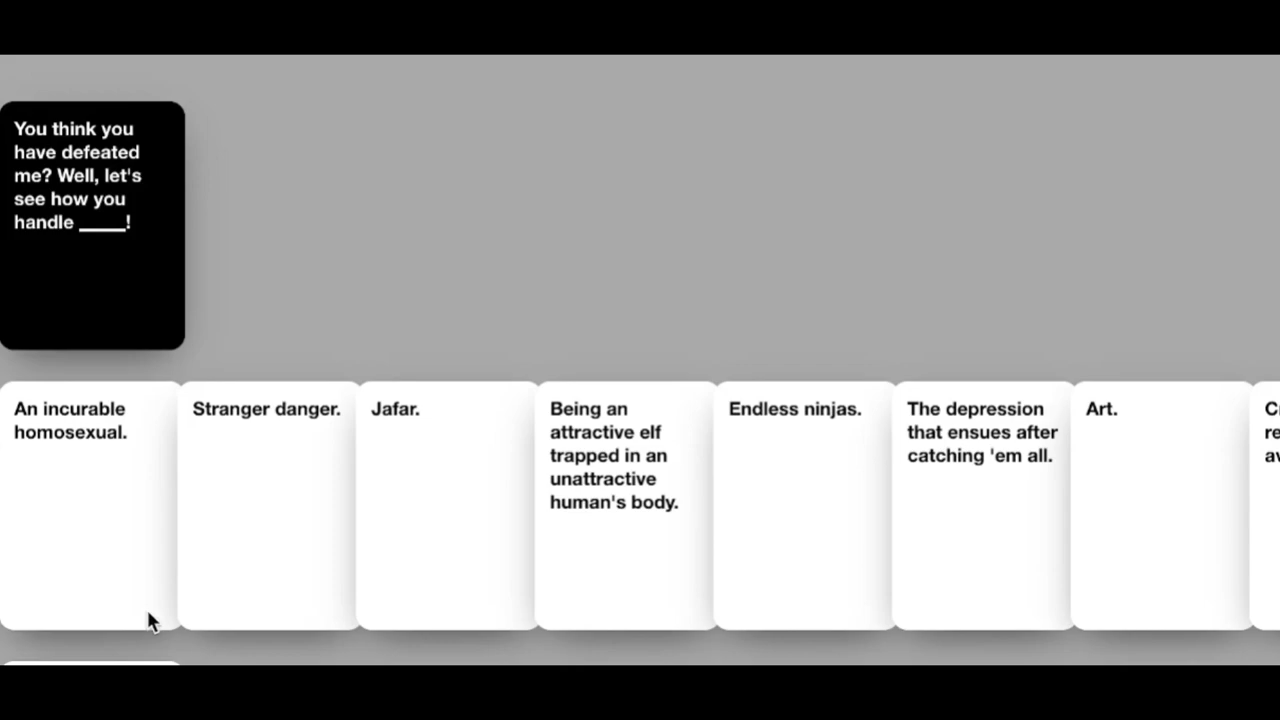 You think you
have defeated
me? Well, let's
see how you
handle _____!
An incurable
homosexual.
Stranger danger.
Jafar.
Being an
attractive elf
trapped in an
unattractive
human's body.
Endless ninjas.
The depression
that ensues after
catching 'em all.
Art.